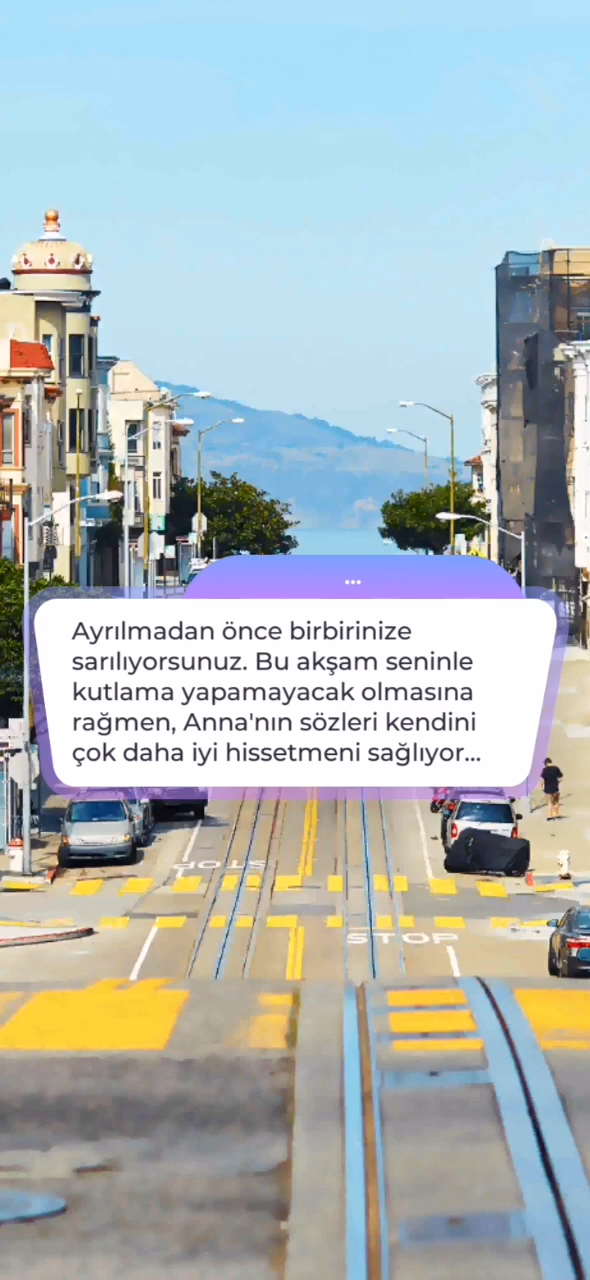 ...
Ayrılmadan önce birbirinize
sarılıyorsunuz. Bu akşam seninle
kutlama yapamayacak olmasına
rağmen, Anna'nın sözleri kendini
çok daha iyi hissetmeni sağlıyor...
STOP
STOP